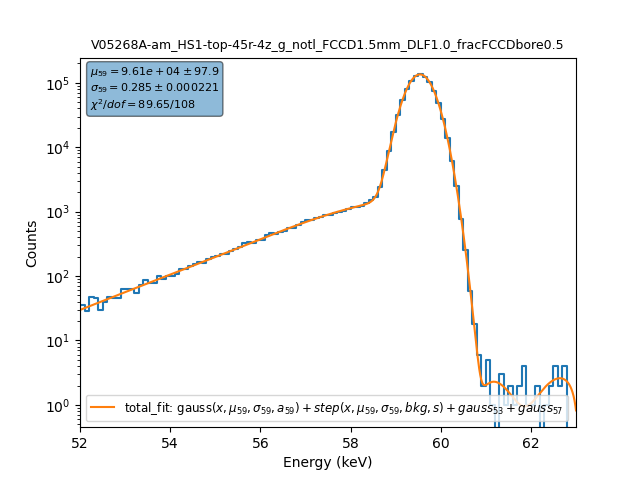 V05268A-am_HS1-top-45r-4z_g_notl_FCCD1.5mm_DLF1.0_fracFCCDbore0.5
μ₅₉ = 9.61e + 04 ± 97.9
σ₅₉ = 0.285 ± 0.000221
χ²/dof = 89.65/108
10⁵
10⁴
10³
10²
10¹
10⁰
Counts
total_fit: gauss(x, μ₅₉, σ₅₉, a₅₉) + step(x, μ₅₉, σ₅₉, bkg, s) + gauss₅₃ + gauss₅₇
52 54 56 58 60 62
Energy (keV)